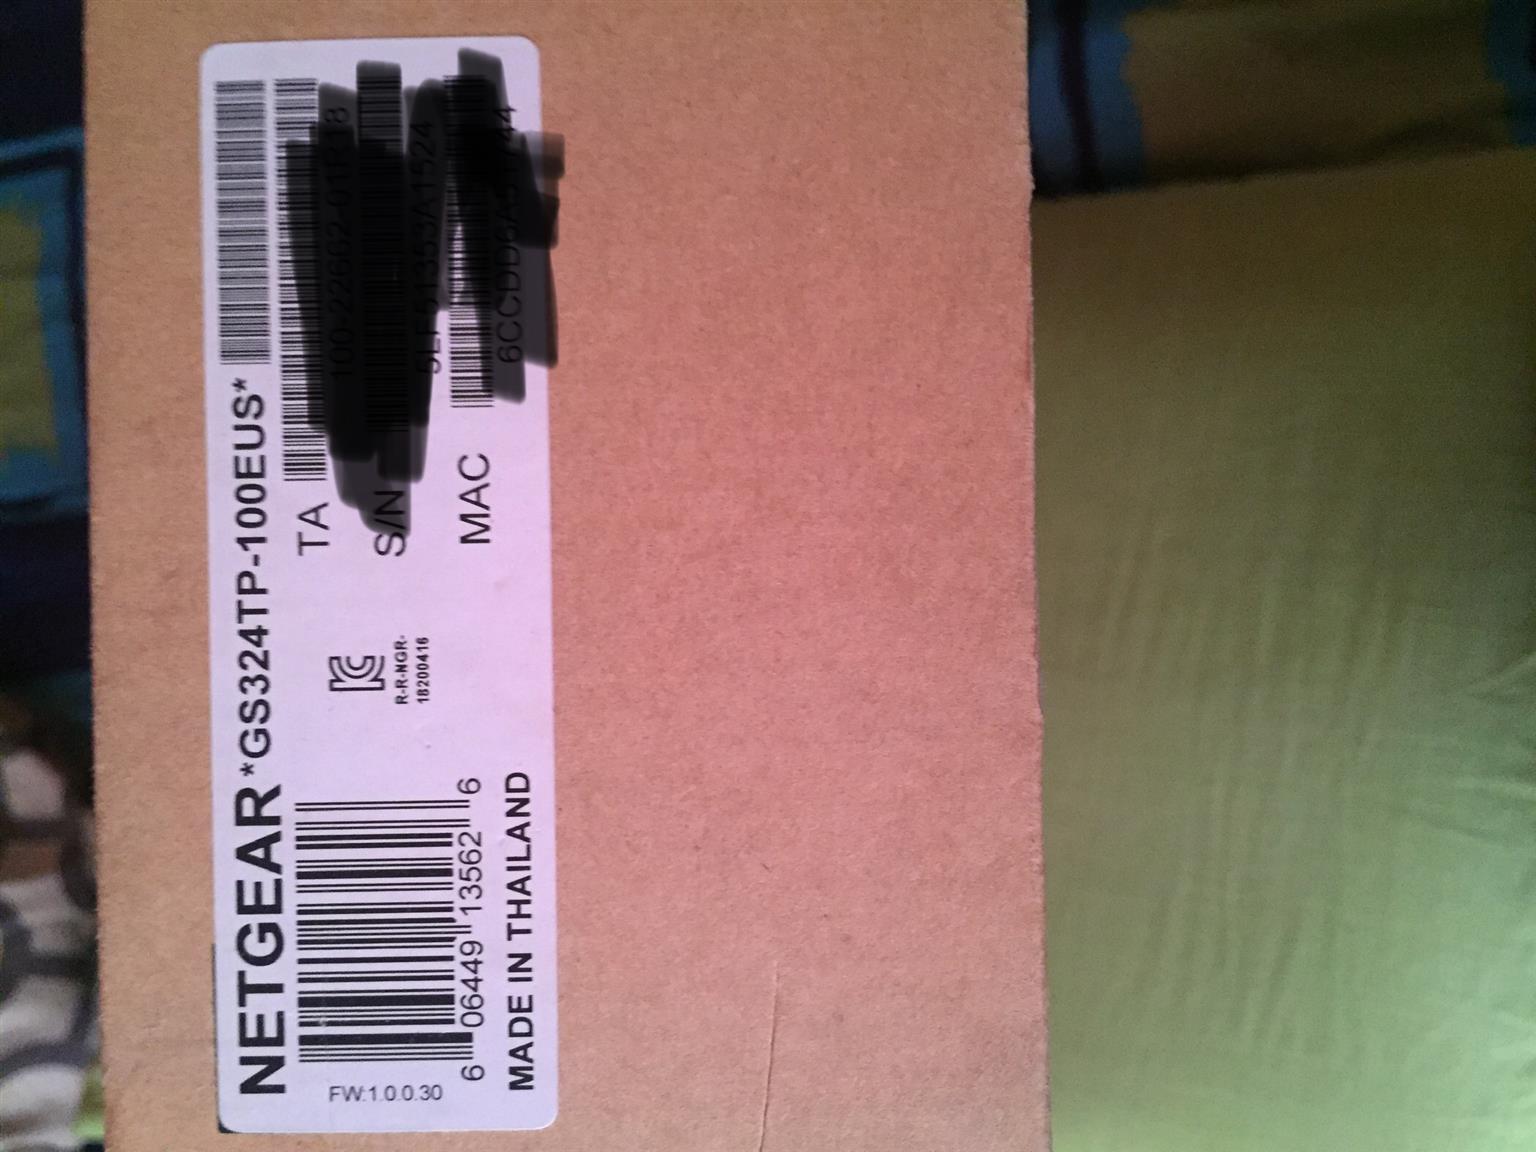 NETGEAR *GS324TP-100EUS*
TA
S/N
MAC
R-R-NGR-
18200416
6 06449 13562 6
MADE IN THAILAND
FW:1.0.0.30